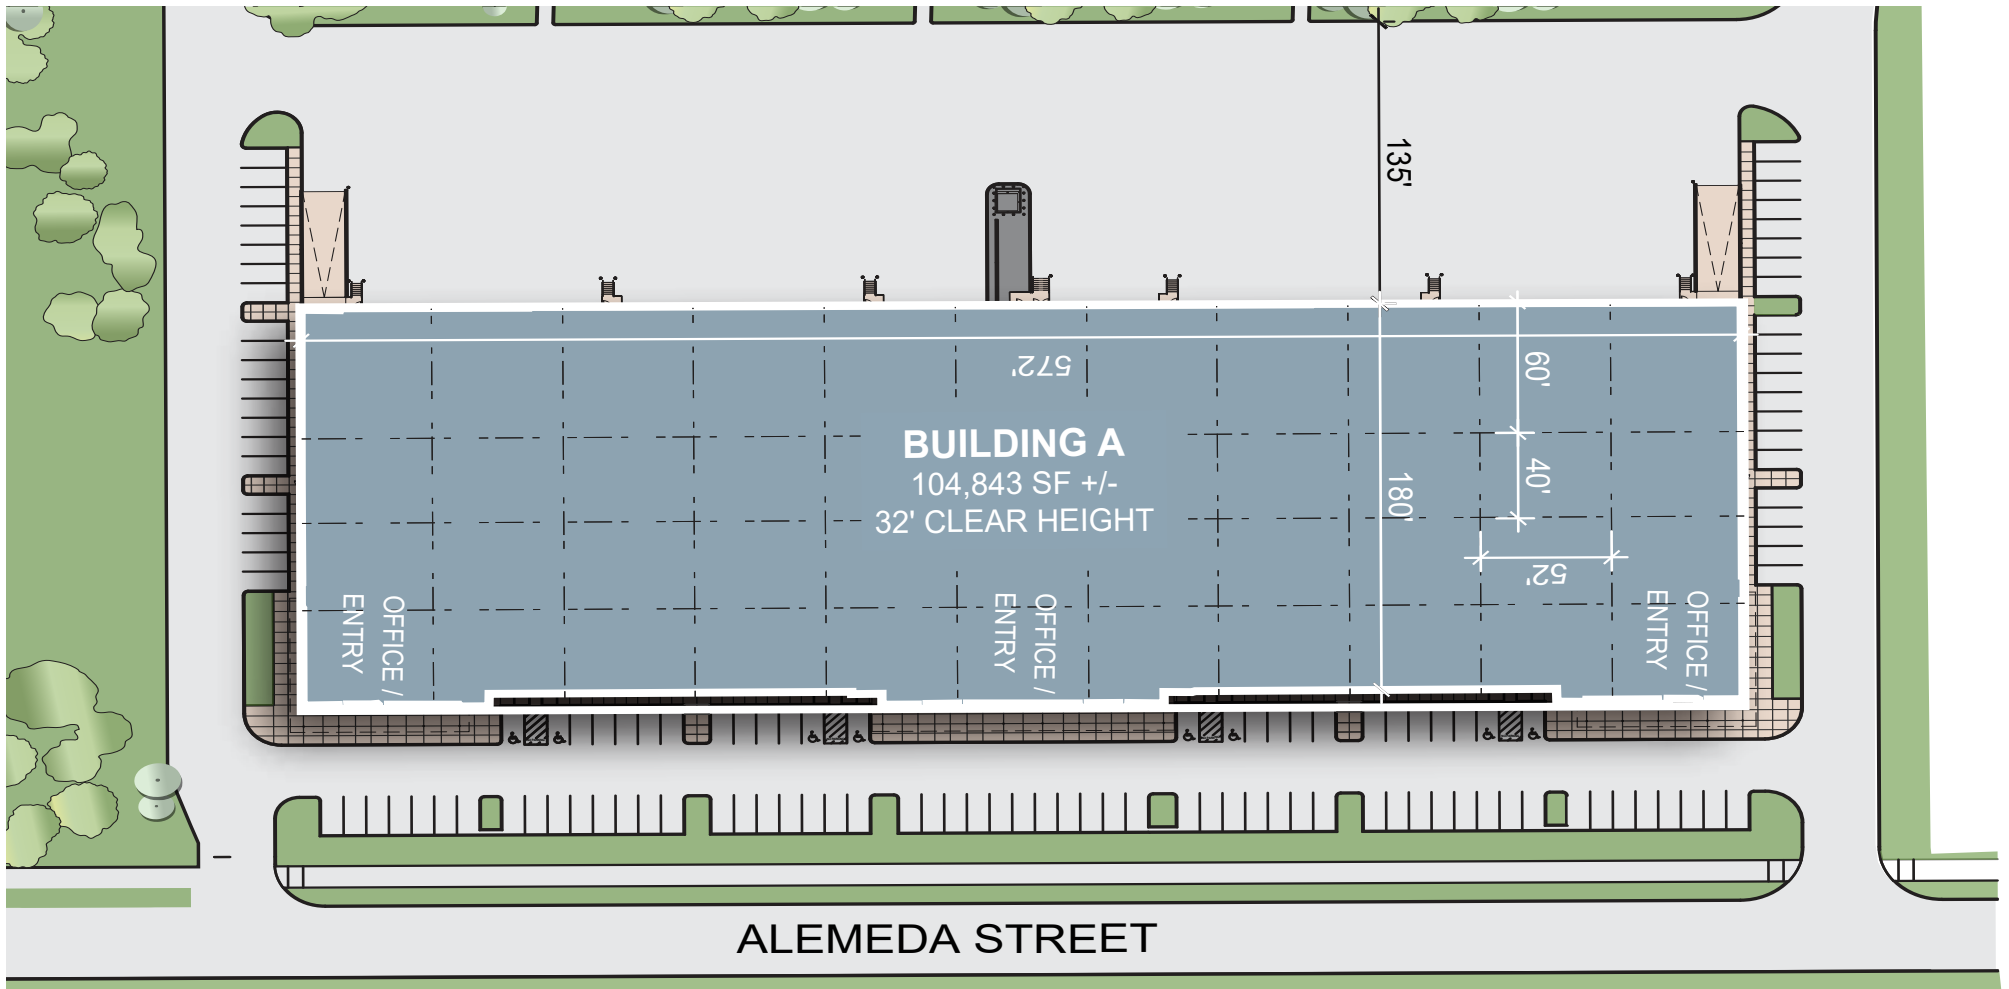 135'
572'
60'
BUILDING A
104,843 SF +/-
40'
180'
32' CLEAR HEIGHT
52'
OFFICE /
ENTRY
OFFICE /
ENTRY
OFFICE /
ENTRY
ALEMEDA STREET